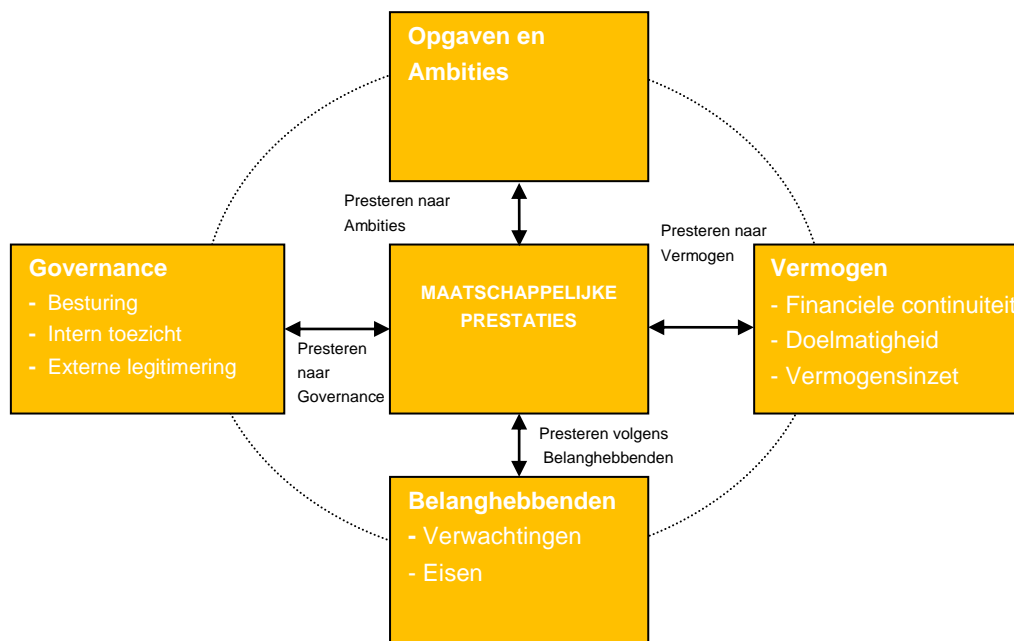 Opgaven en
Ambities
Presteren naar
Ambities
Presteren naar
Vermogen
Governance
- Besturing
- Intern toezicht
- Externe legitimering
Presteren
naar
Governance
MAATSCHAPPELIJKE
PRESTATIES
Vermogen
- Financiele continuiteit
- Doelmatigheid
- Vermogensinzet
Presteren volgens
Belanghebbenden
Belanghebbenden
- Verwachtingen
- Eisen